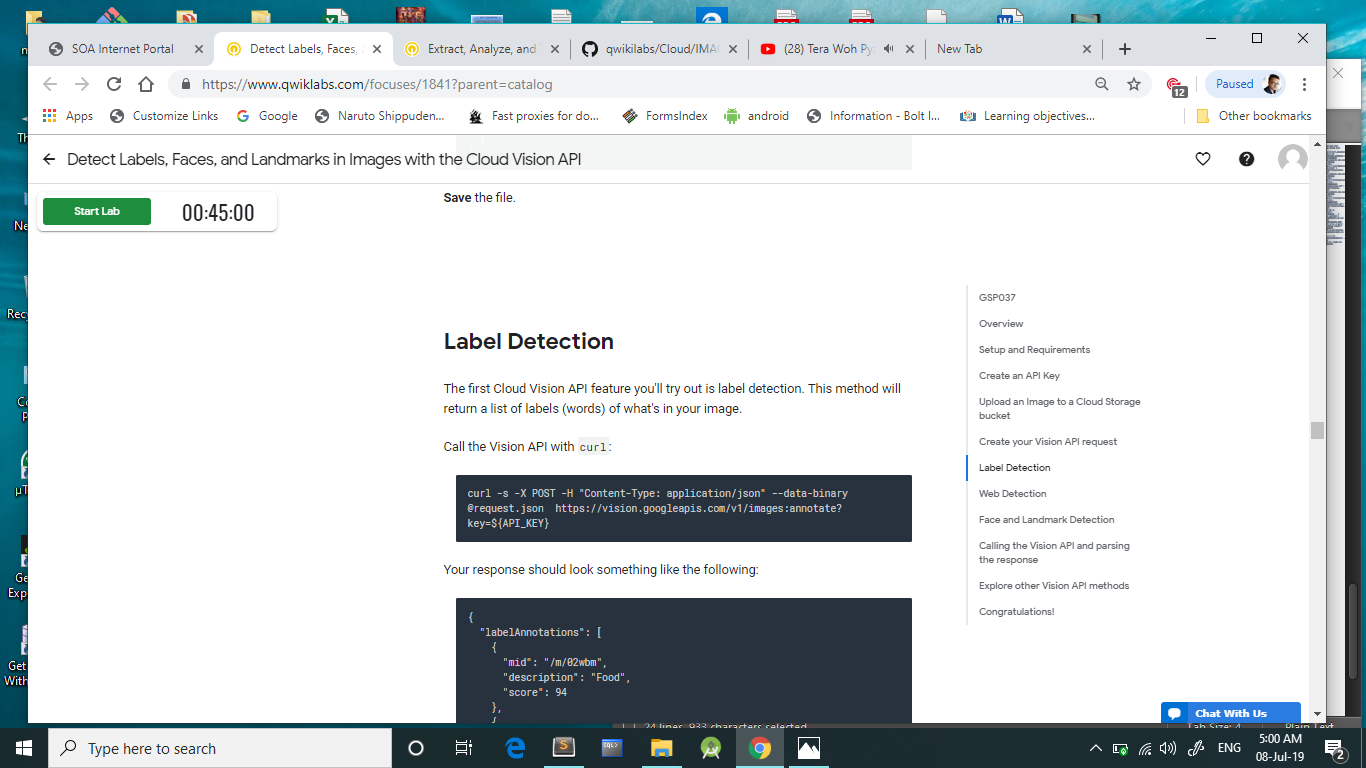 SOA Internet Portal
Detect Labels, Faces,
Extract, Analyze, and
qwikilabs/Cloud/IMA
(28) Tera Woh Py
New Tab
https://www.qwiklabs.com/focuses/1841?parent=catalog
12
Paused
Apps
Customize Links
Google
Naruto Shippuden...
Fast proxies for do...
FormsIndex
android
Information - Bolt I...
Learning objectives...
Other bookmarks
Detect Labels, Faces, and Landmarks in Images with the Cloud Vision API
Start Lab
00:45:00
Save the file.
Label Detection
The first Cloud Vision API feature you'll try out is label detection. This method will
return a list of labels (words) of what's in your image.
Call the Vision API with curl:
curl -s -X POST -H "Content-Type: application/json" --data-binary
@request.json  https://vision.googleapis.com/v1/images:annotate?
key=${API_KEY}
Your response should look something like the following:
{
"labelAnnotations": [
{
"mid": "/m/02wbm",
"description": "Food",
"score": 94
},
{
GSP037
Overview
Setup and Requirements
Create an API Key
Upload an Image to a Cloud Storage
bucket
Create your Vision API request
Label Detection
Web Detection
Face and Landmark Detection
Calling the Vision API and parsing
the response
Explore other Vision API methods
Congratulations!
Chat With Us
24 lines, 933 characters selected
Tab Size: 4
Plain Text
Type here to search
ENG
5:00 AM
08-Jul-19
2